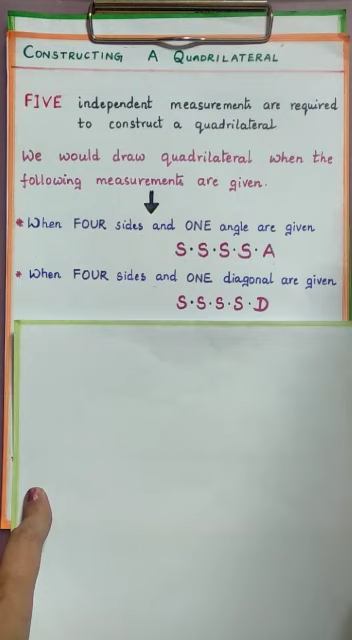 CONSTRUCTING A QUADRILATERAL
FIVE independent measurements are required
to construct a quadrilateral
We would draw quadrilateral when the
following measurements are given.
* When FOUR sides and ONE angle are given
S·S·S·S·A
* When FOUR sides and ONE diagonal are given
S·S·S·S·D